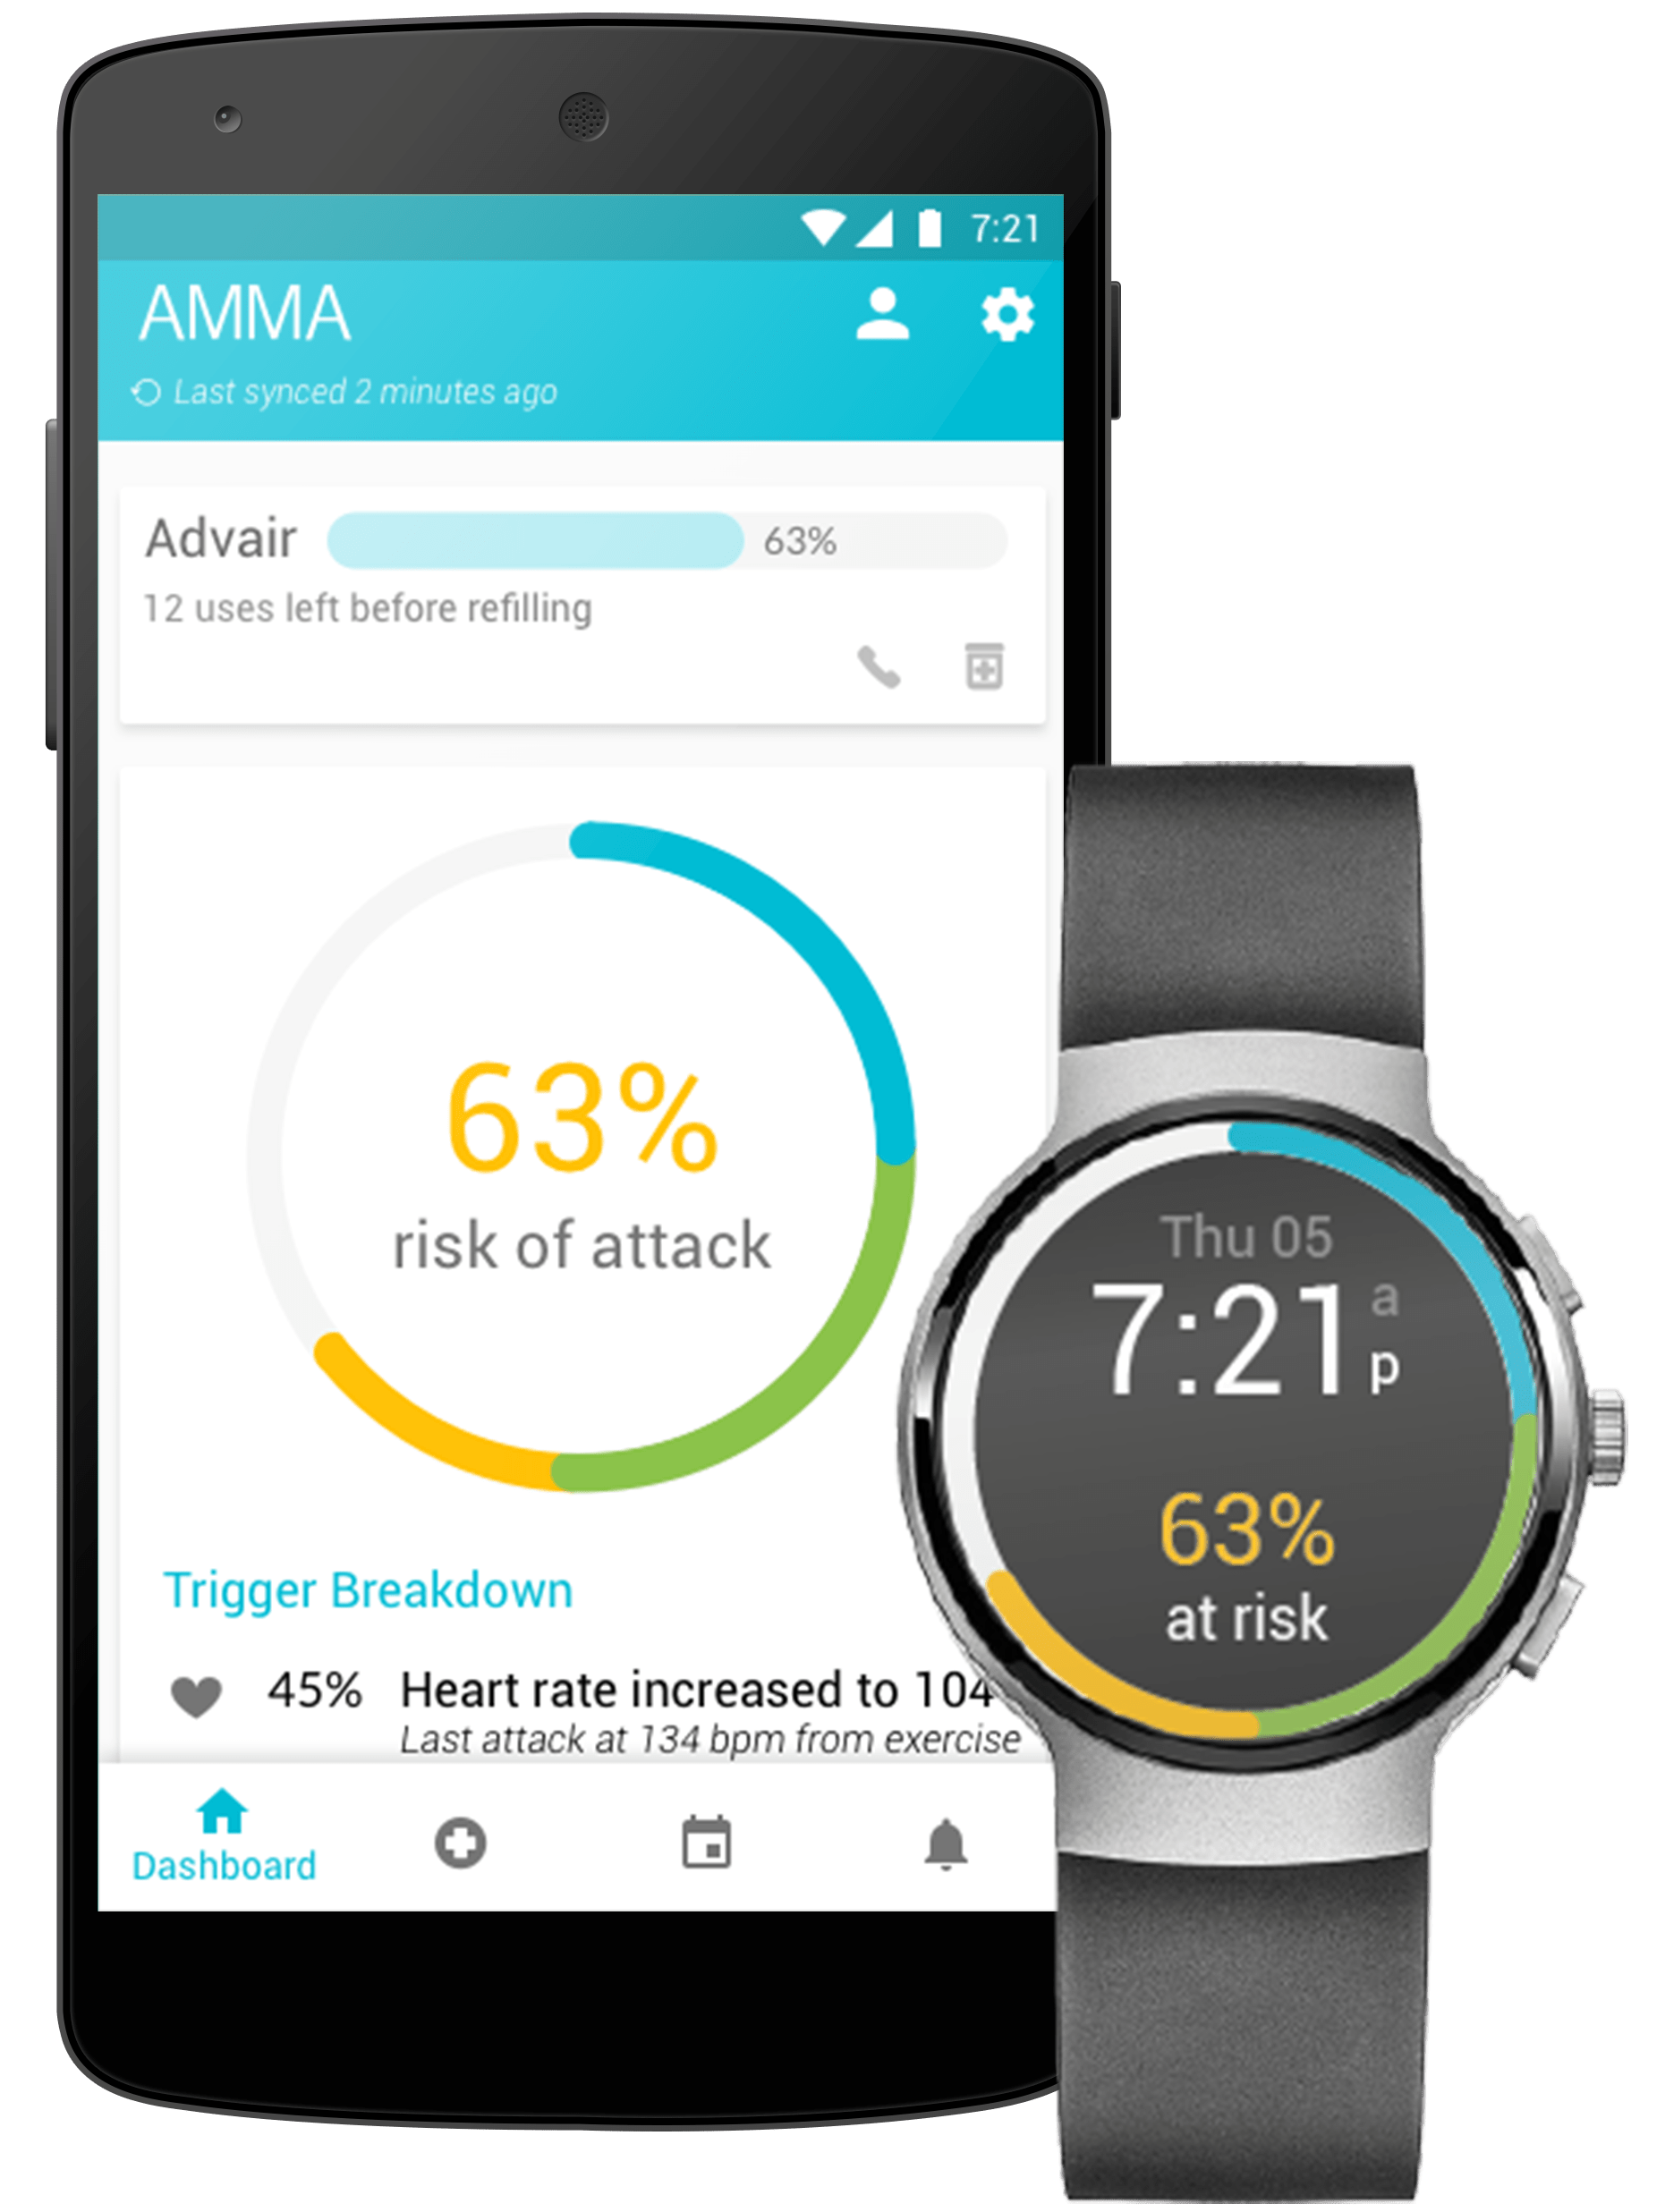 7:21
AMMA
Last synced 2 minutes ago
Advair 63%
12 uses left before refilling
63%
risk of attack
Trigger Breakdown
45% Heart rate increased to 104
Last attack at 134 bpm from exercise
Dashboard
Thu 05
7:21 a
p
63%
at risk